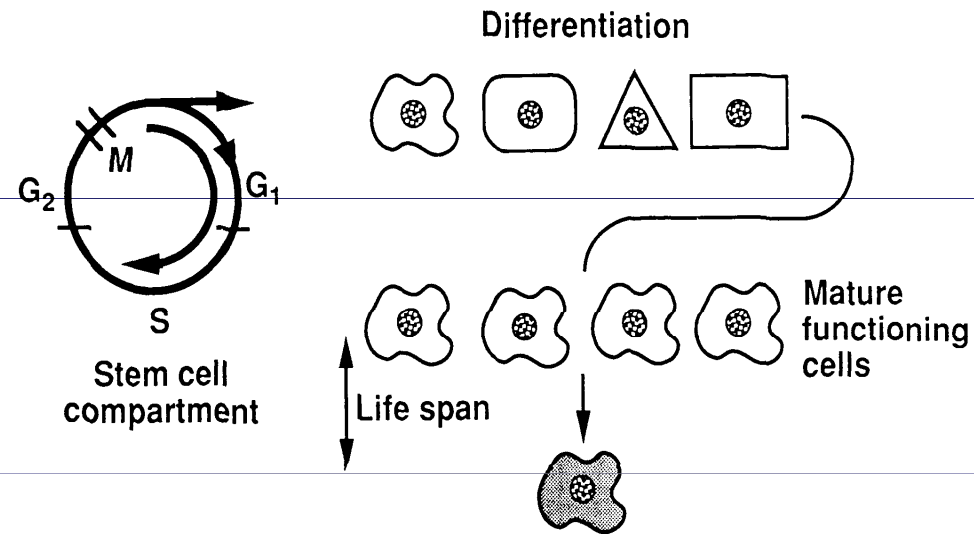 Differentiation
M
G2
G1
S
Stem cell
compartment
Mature
functioning
cells
Life span